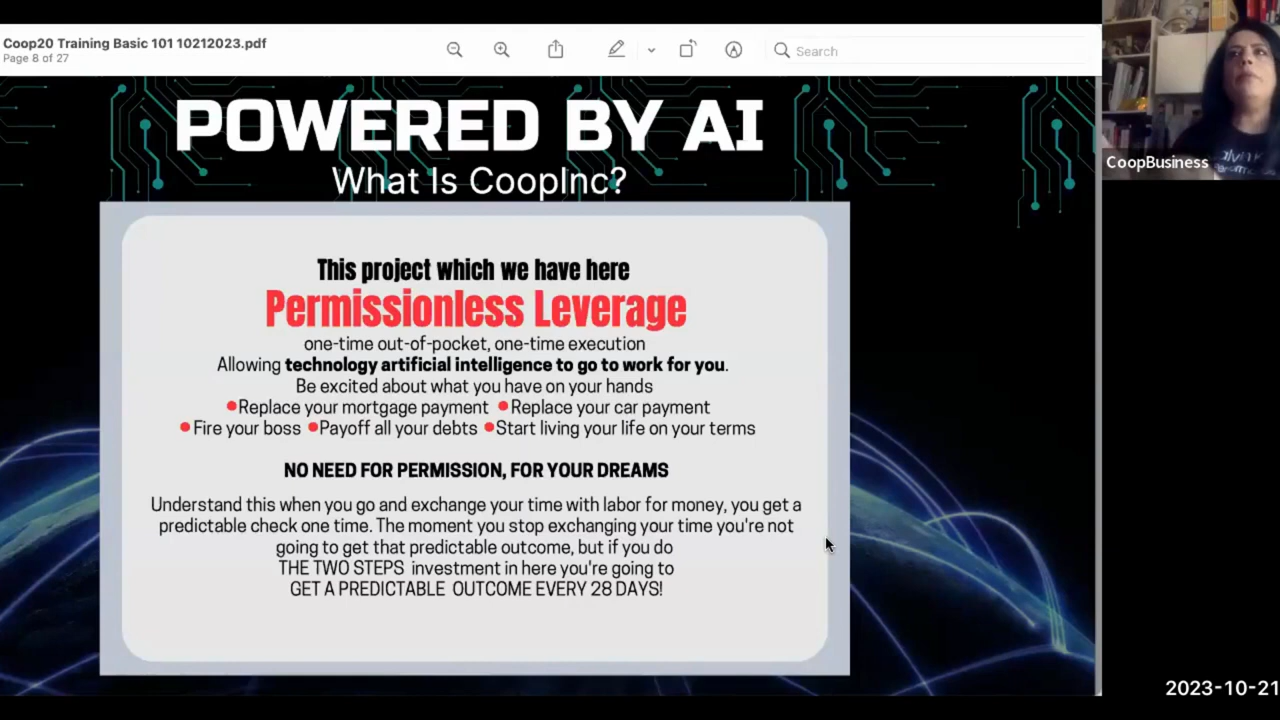 Coop20 Training Basic 101 10212023.pdf
Page 8 of 27
Search
POWERED BY AI
What Is CoopInc?
This project which we have here
Permissionless Leverage
one-time out-of-pocket, one-time execution
Allowing technology artificial intelligence to go to work for you.
Be excited about what you have on your hands
Replace your mortgage payment Replace your car payment
Fire your boss Payoff all your debts Start living your life on your terms
NO NEED FOR PERMISSION, FOR YOUR DREAMS
Understand this when you go and exchange your time with labor for money, you get a
predictable check one time. The moment you stop exchanging your time you're not
going to get that predictable outcome, but if you do
THE TWO STEPS investment in here you're going to
GET A PREDICTABLE OUTCOME EVERY 28 DAYS!
CoopBusiness
2023-10-21